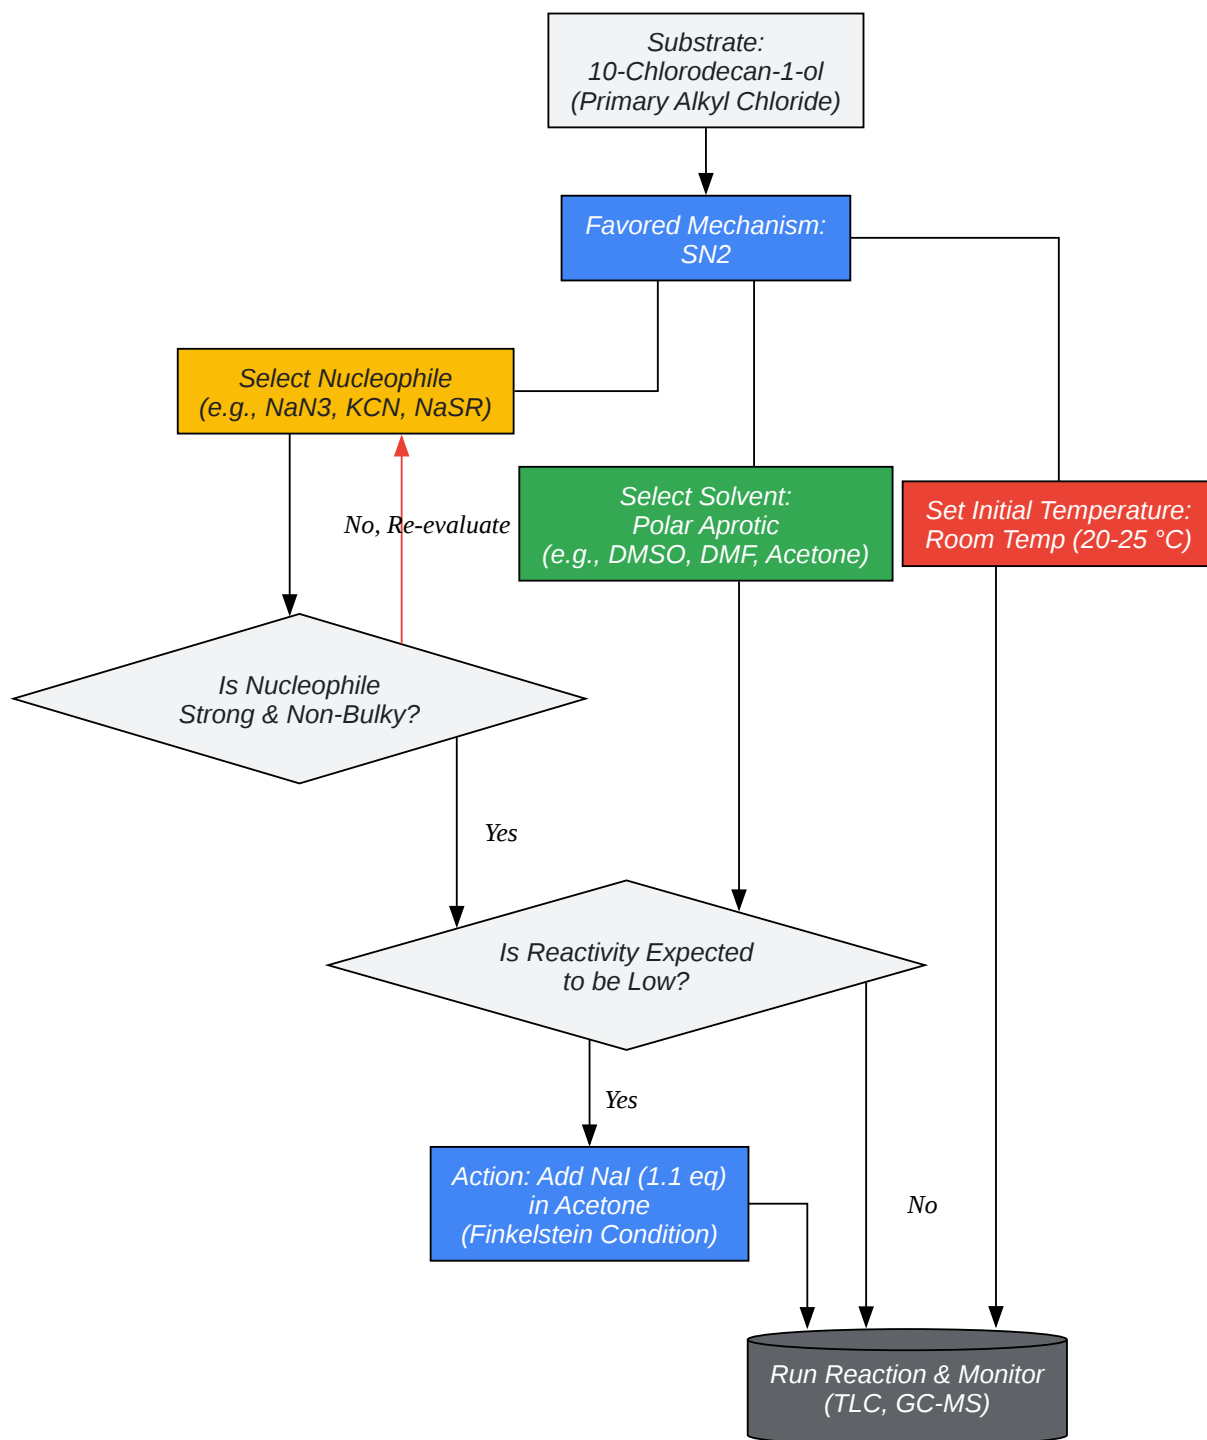 Substrate:
10-Chlorodecan-1-ol
(Primary Alkyl Chloride)
Favored Mechanism:
SN2
Select Nucleophile
(e.g., NaN3, KCN, NaSR)
Select Solvent:
Polar Aprotic
(e.g., DMSO, DMF, Acetone)
Set Initial Temperature:
Room Temp (20-25 °C)
No, Re-evaluate
Is Nucleophile
Strong & Non-Bulky?
Yes
Is Reactivity Expected
to be Low?
Yes
Action: Add NaI (1.1 eq)
in Acetone
(Finkelstein Condition)
No
Run Reaction & Monitor
(TLC, GC-MS)